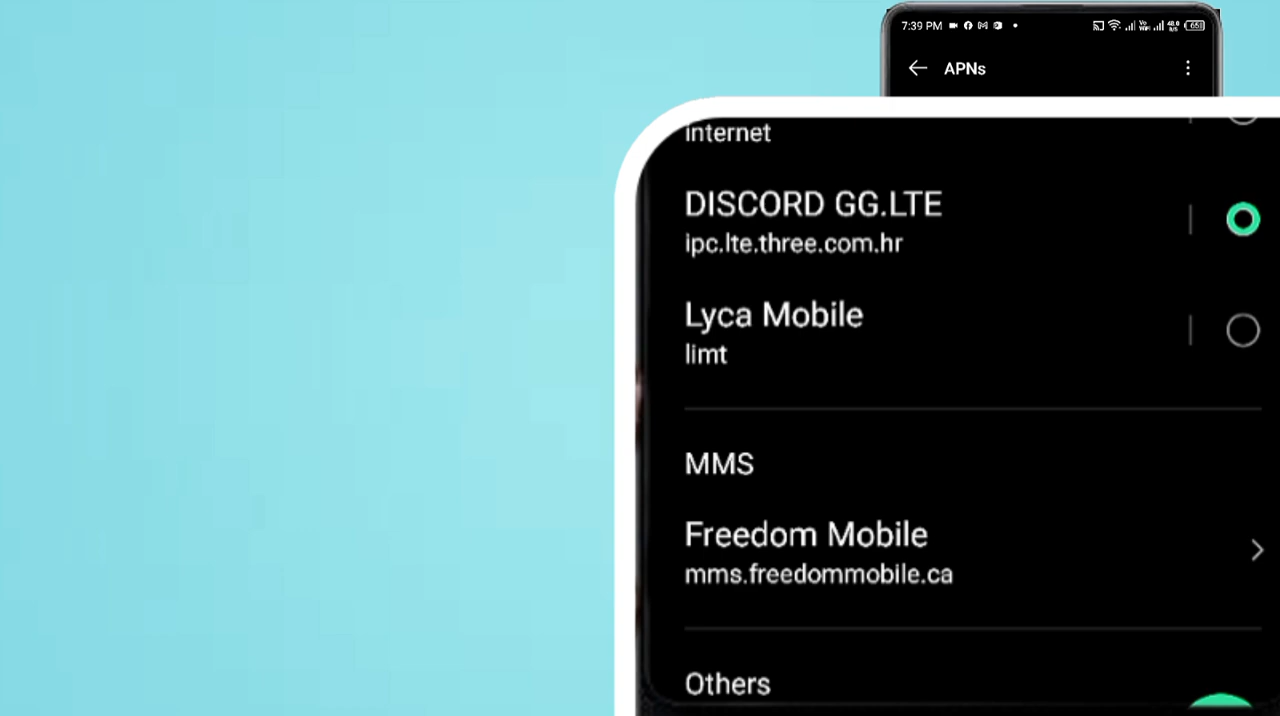 7:39 PM
APNs
internet
DISCORD GG.LTE
ipc.lte.three.com.hr
Lyca Mobile
limt
MMS
Freedom Mobile
mms.freedommobile.ca
Others